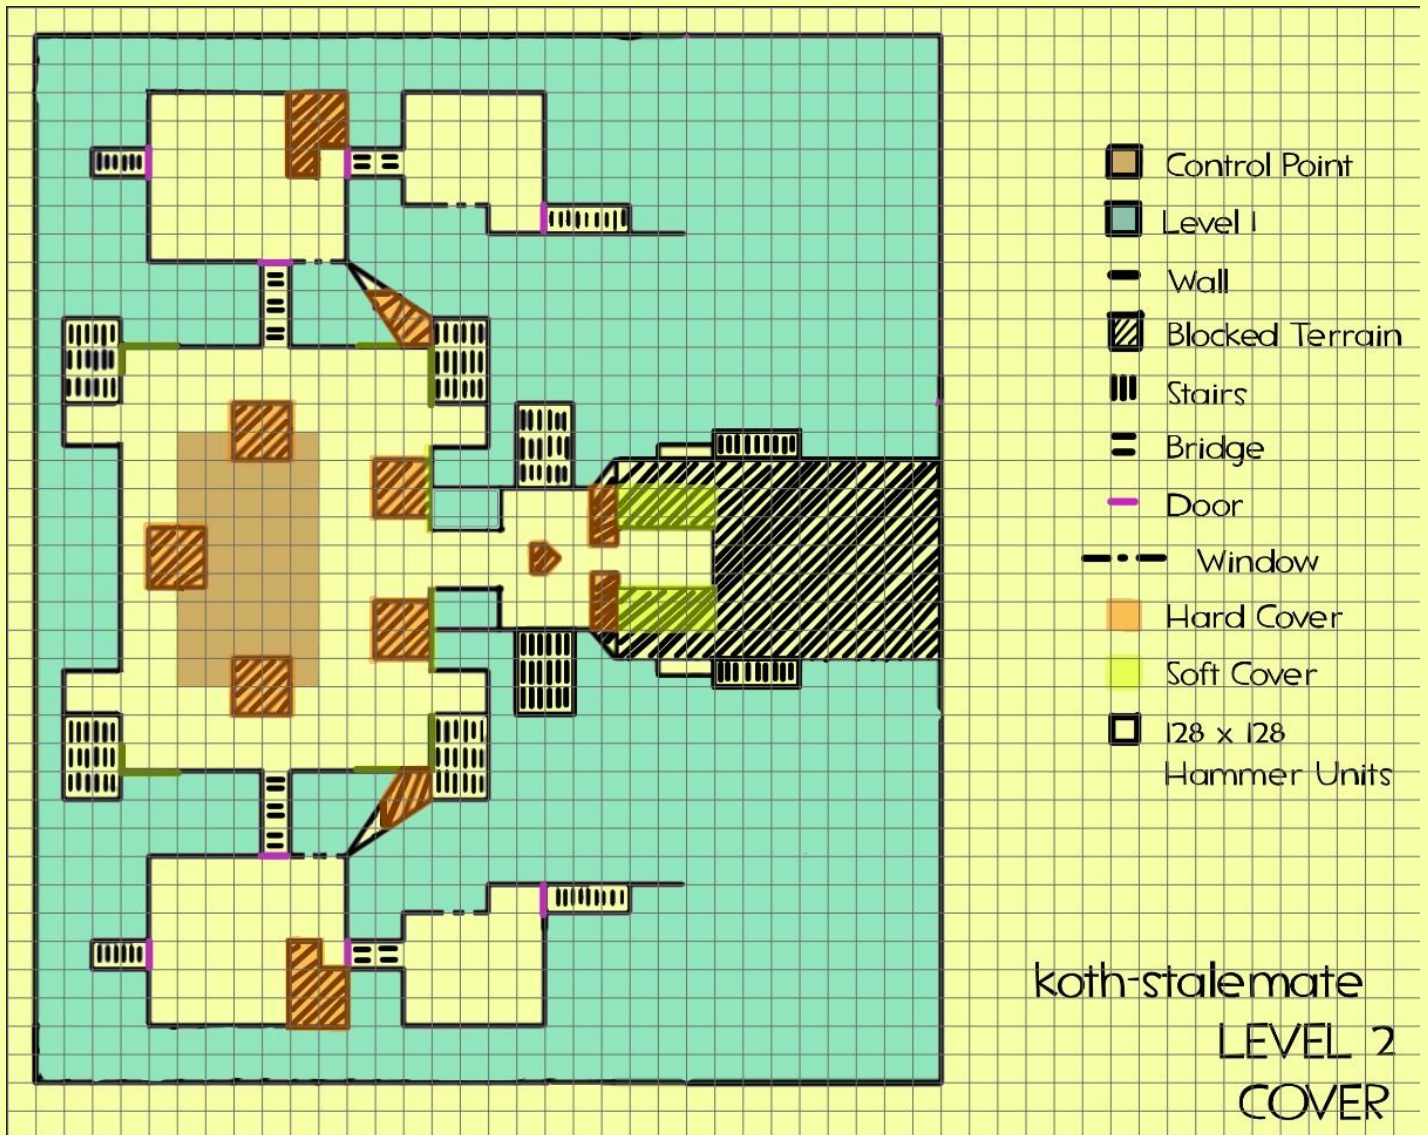 Control Point
Level 1
Wall
Blocked Terrain
Stairs
Bridge
Door
Window
Hard Cover
Soft Cover
128 x 128
Hammer Units
koth-stalemate
LEVEL 2
COVER